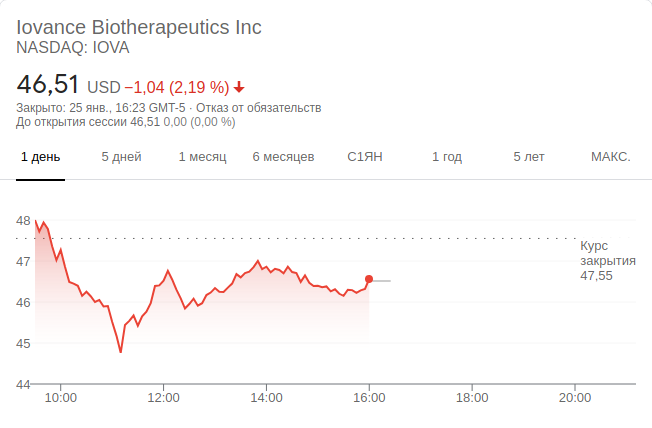 Iovance Biotherapeutics Inc
NASDAQ: IOVA
46,51 USD −1,04 (2,19 %)
Закрыто: 25 янв., 16:23 GMT-5 · Отказ от обязательств
До открытия сессии 46,51 0,00 (0,00 %)
1 день 5 дней 1 месяц 6 месяцев С1ЯН 1 год 5 лет МАКС.
48
47
46
45
44
Курс
закрытия
47,55
10:00 12:00 14:00 16:00 18:00 20:00